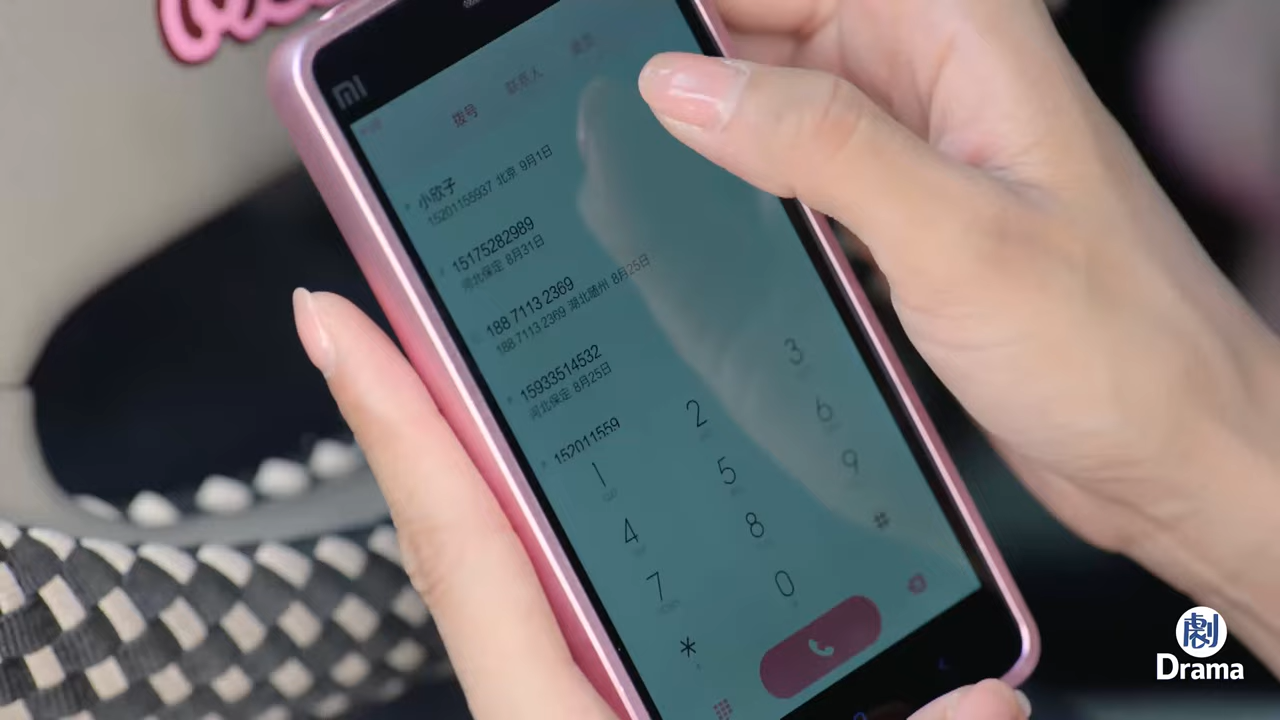 MI
拨号 联系人
小欣子
15201155937 北京 9月1日
15175282989
河北保定 8月31日
188 7113 2369
188 7113 2369 湖北随州 8月25日
15933514532
河北保定 8月25日
152011559
1 2 3
4 5 6
7 8 9
* 0 #
劇
Drama